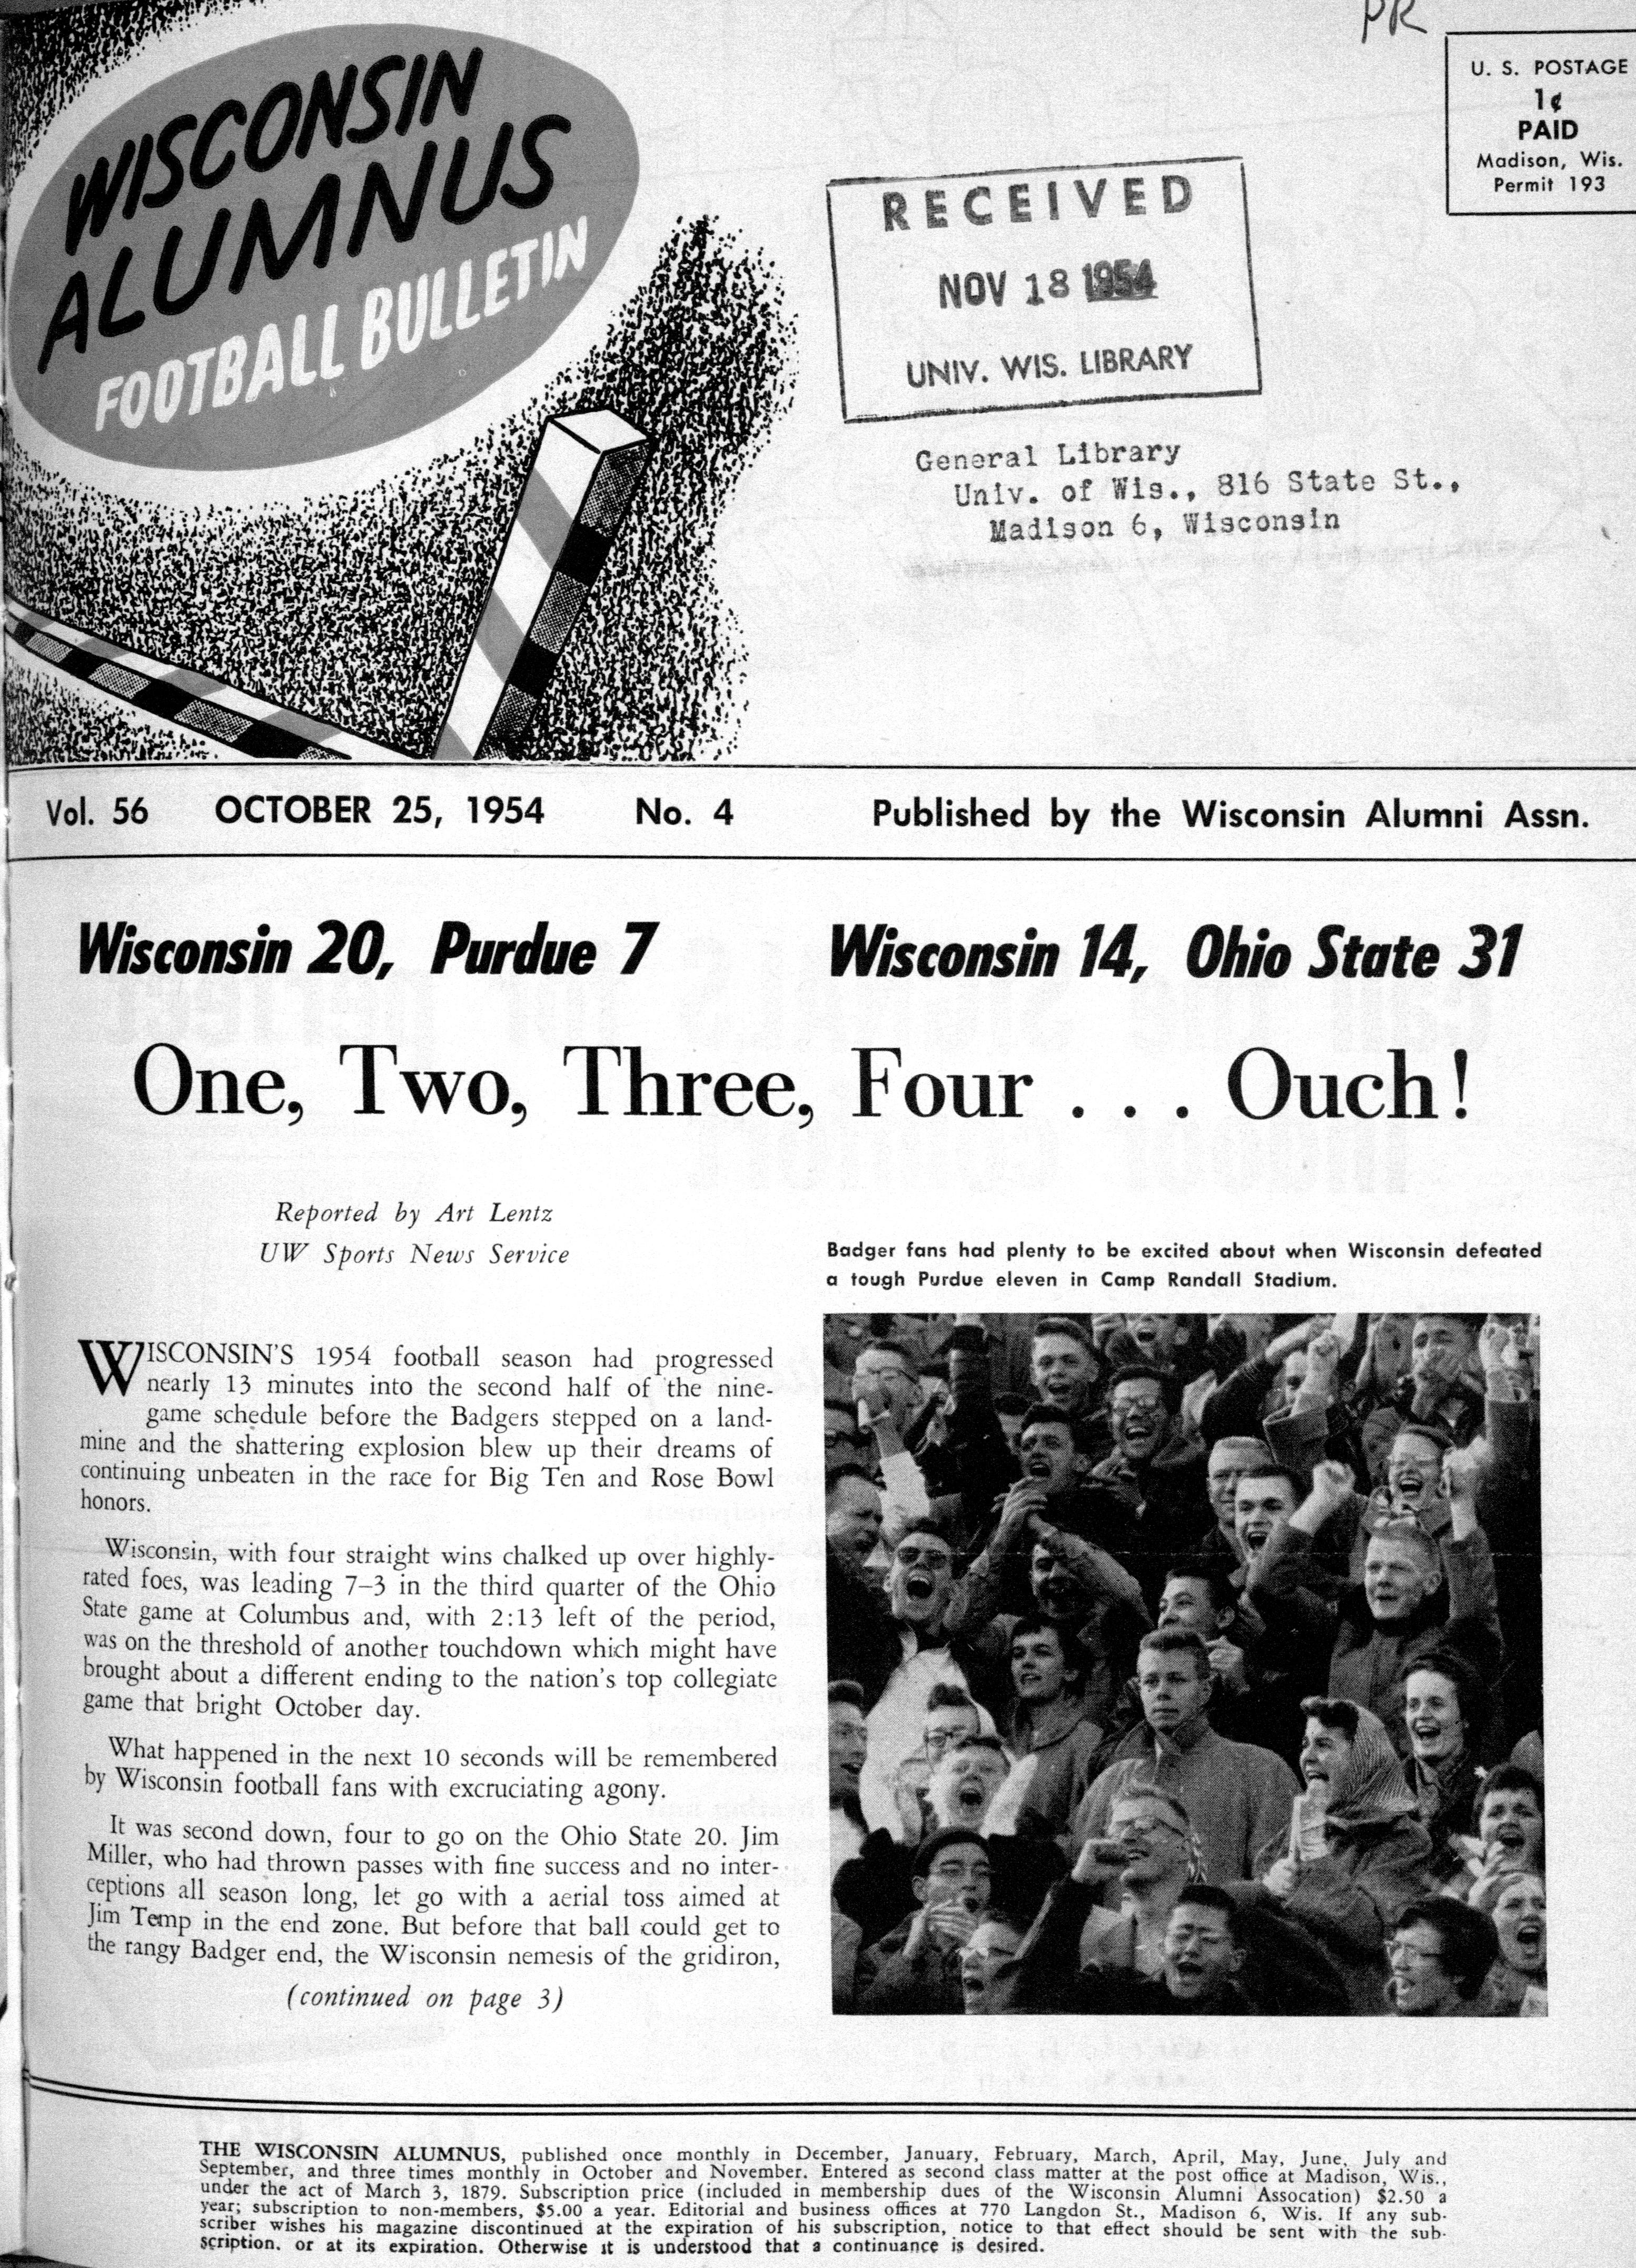 PR
U. S. POSTAGE
1¢
PAID
Madison, Wis.
Permit 193
WISCONSIN
ALUMNUS
FOOTBALL BULLETIN
RECEIVED
NOV 18 1954
UNIV. WIS. LIBRARY
General Library
Univ. of Wis., 816 State St.,
Madison 6, Wisconsin
Vol. 56 OCTOBER 25, 1954 No. 4 Published by the Wisconsin Alumni Assn.
Wisconsin 20, Purdue 7 Wisconsin 14, Ohio State 31
One, Two, Three, Four . . . Ouch!
Reported by Art Lentz
UW Sports News Service
WISCONSIN'S 1954 football season had progressed
nearly 13 minutes into the second half of the nine-
game schedule before the Badgers stepped on a land-
mine and the shattering explosion blew up their dreams of
continuing unbeaten in the race for Big Ten and Rose Bowl
honors.
Wisconsin, with four straight wins chalked up over highly-
rated foes, was leading 7–3 in the third quarter of the Ohio
State game at Columbus and, with 2:13 left of the period,
was on the threshold of another touchdown which might have
brought about a different ending to the nation's top collegiate
game that bright October day.
What happened in the next 10 seconds will be remembered
by Wisconsin football fans with excruciating agony.
It was second down, four to go on the Ohio State 20. Jim
Miller, who had thrown passes with fine success and no inter-
ceptions all season long, let go with a aerial toss aimed at
Jim Temp in the end zone. But before that ball could get to
the rangy Badger end, the Wisconsin nemesis of the gridiron,
(continued on page 3)
Badger fans had plenty to be excited about when Wisconsin defeated
a tough Purdue eleven in Camp Randall Stadium.
THE WISCONSIN ALUMNUS, published once monthly in December, January, February, March, April, May, June, July and
September, and three times monthly in October and November. Entered as second class matter at the post office at Madison, Wis.,
under the act of March 3, 1879. Subscription price (included in membership dues of the Wisconsin Alumni Assocation) $2.50 a
year; subscription to non-members, $5.00 a year. Editorial and business offices at 770 Langdon St., Madison 6, Wis. If any sub-
scriber wishes his magazine discontinued at the expiration of his subscription, notice to that effect should be sent with the sub-
scription. or at its expiration. Otherwise it is understood that a continuance is desired.